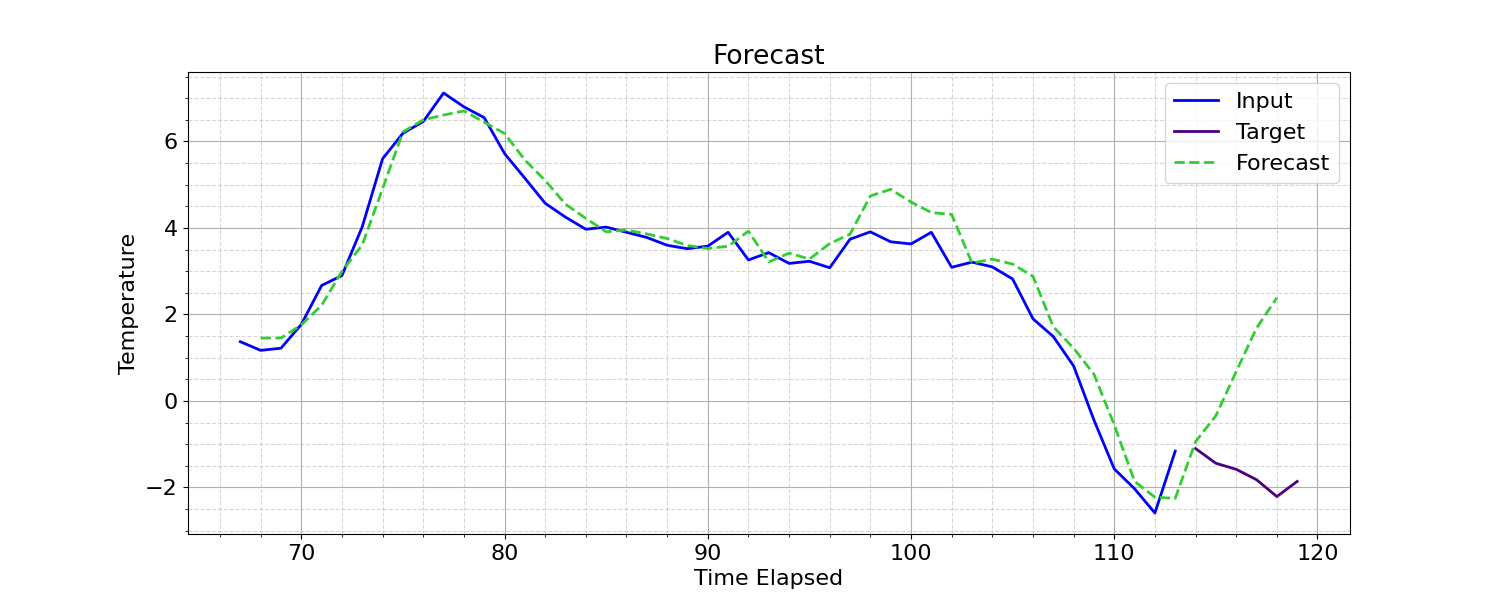 Forecast
Input
Target
Forecast
Temperature
6
4
2
0
−2
70 80 90 100 110 120
Time Elapsed